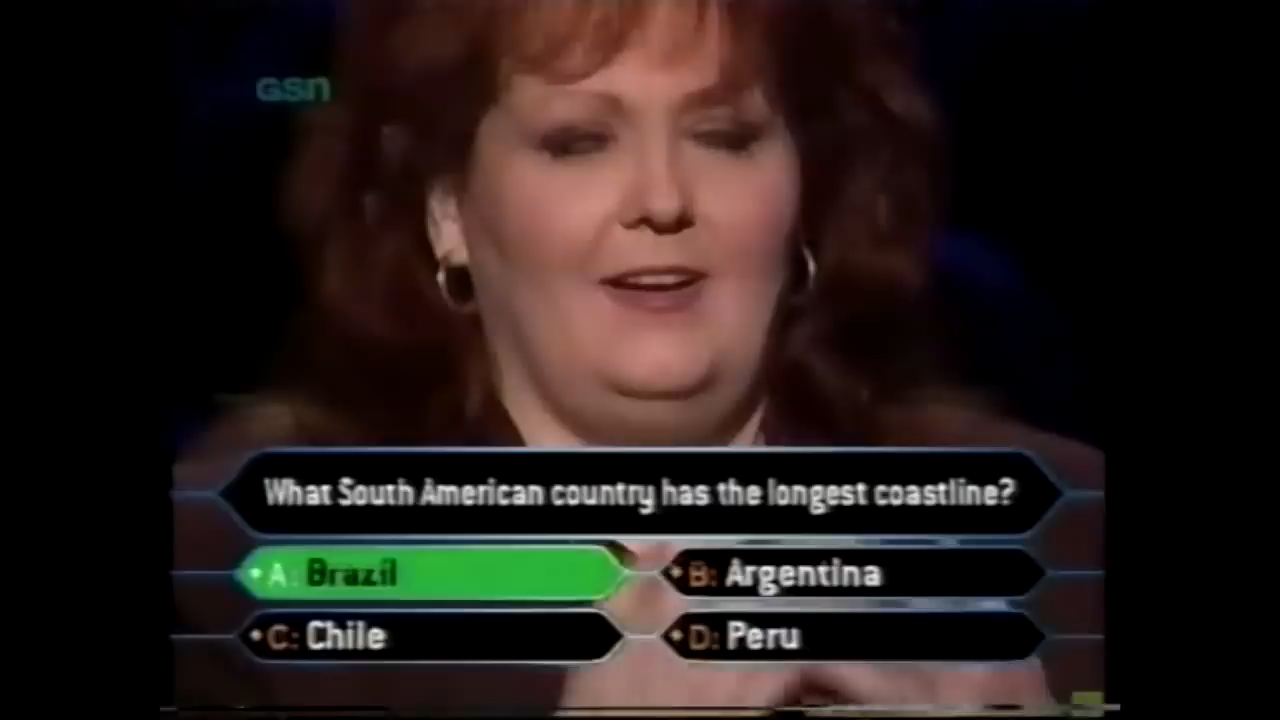 GSN
What South American country has the longest coastline?
A: Brazil
B: Argentina
C: Chile
D: Peru